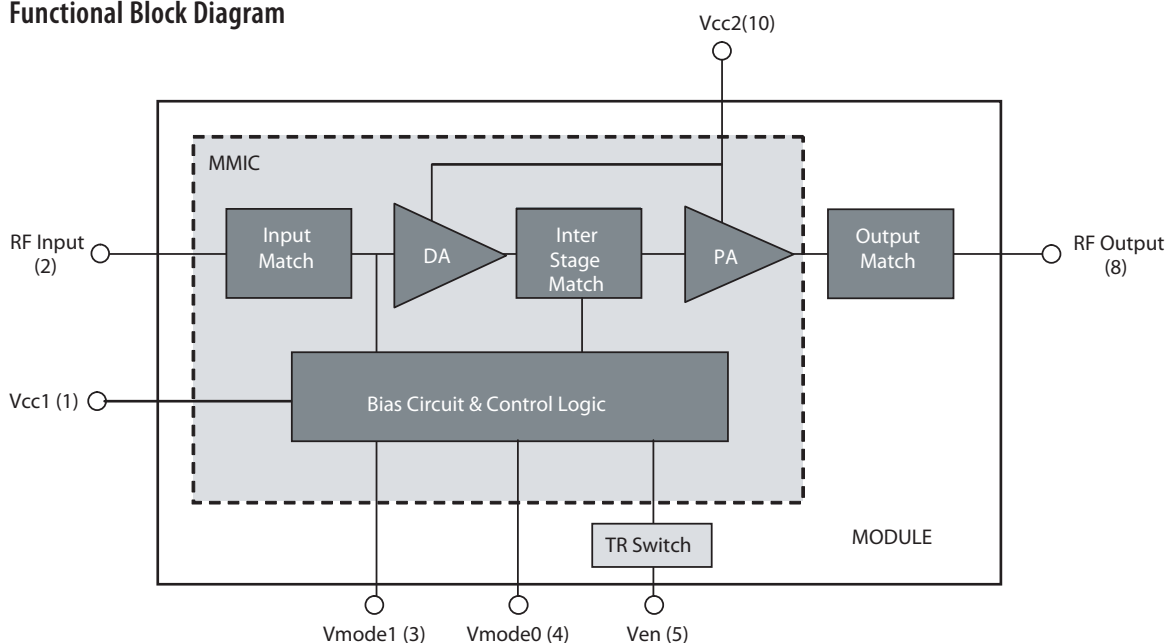 Functional Block Diagram
Vcc2(10)
MMIC
RF Input
(2)
Input
Match
DA
Inter
Stage
Match
PA
Output
Match
RF Output
(8)
Vcc1 (1)
Bias Circuit & Control Logic
TR Switch
MODULE
Vmode1 (3)
Vmode0 (4)
Ven (5)